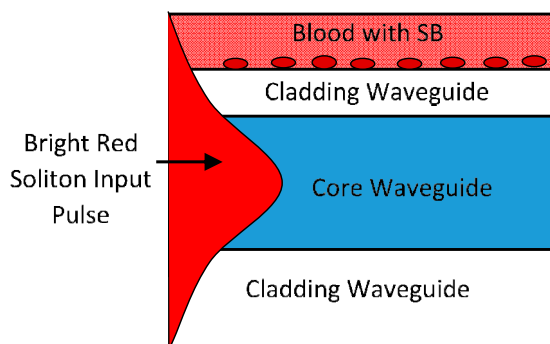 Blood with SB
Cladding Waveguide
Bright Red
Soliton Input
Pulse
Core Waveguide
Cladding Waveguide